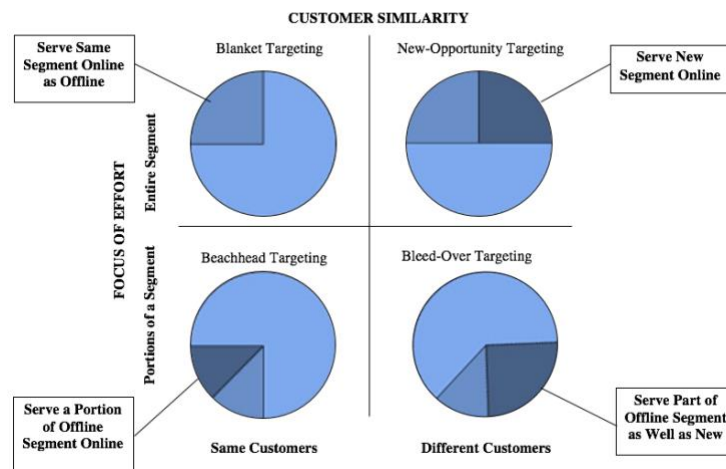 CUSTOMER SIMILARITY
Serve Same
Segment Online
as Offline
Blanket Targeting
New-Opportunity Targeting
Serve New
Segment Online
FOCUS OF EFFORT
Entire Segment
Portions of a Segment
Beachhead Targeting
Bleed-Over Targeting
Serve a Portion
of Offline
Segment Online
Serve Part of
Offline Segment
as Well as New
Same Customers
Different Customers